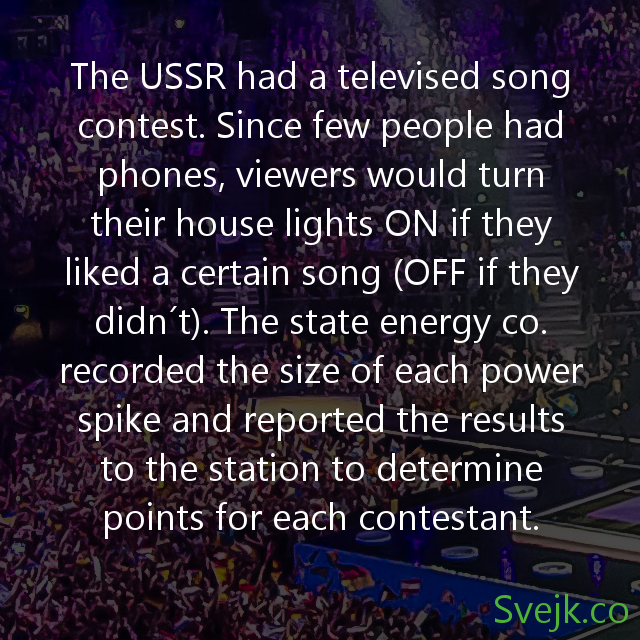 The USSR had a televised song
contest. Since few people had
phones, viewers would turn
their house lights ON if they
liked a certain song (OFF if they
didn´t). The state energy co.
recorded the size of each power
spike and reported the results
to the station to determine
points for each contestant.
Svejk.co